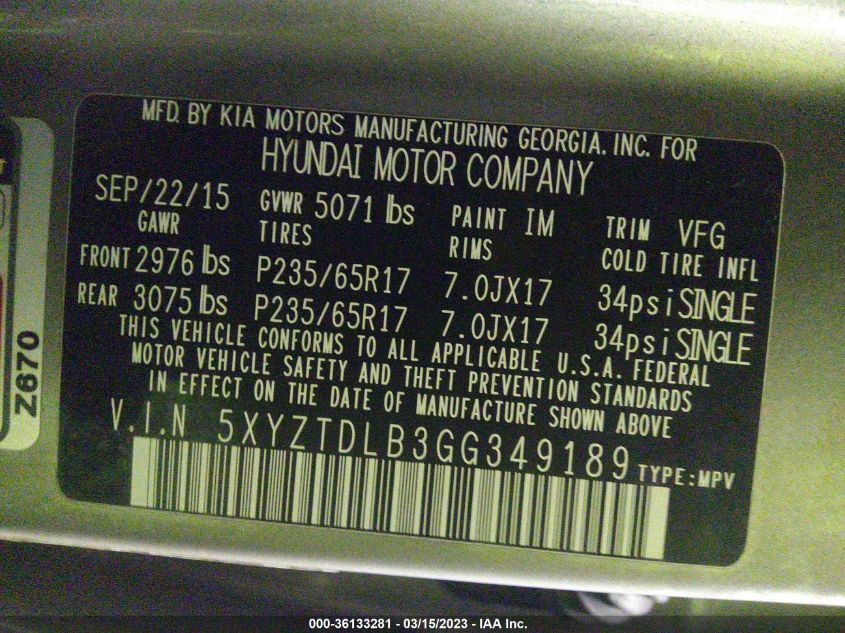 MFD. BY KIA MOTORS MANUFACTURING GEORGIA. INC. FOR
HYUNDAI MOTOR COMPANY
SEP/22/15 GVWR 5071 lbs PAINT IM TRIM VFG
GAWR TIRES RIMS COLD TIRE INFL
FRONT 2976 lbs P235/65R17 7.0JX17 34psi SINGLE
REAR 3075 lbs P235/65R17 7.0JX17 34psi SINGLE
THIS VEHICLE CONFORMS TO ALL APPLICABLE U.S.A. FEDERAL
MOTOR VEHICLE SAFETY AND THEFT PREVENTION STANDARDS
IN EFFECT ON THE DATE OF MANUFACTURE SHOWN ABOVE
V.I.N 5XYZTDLB3GG349189 TYPE:MPV
Z670
000-36133281 - 03/15/2023 - IAA Inc.